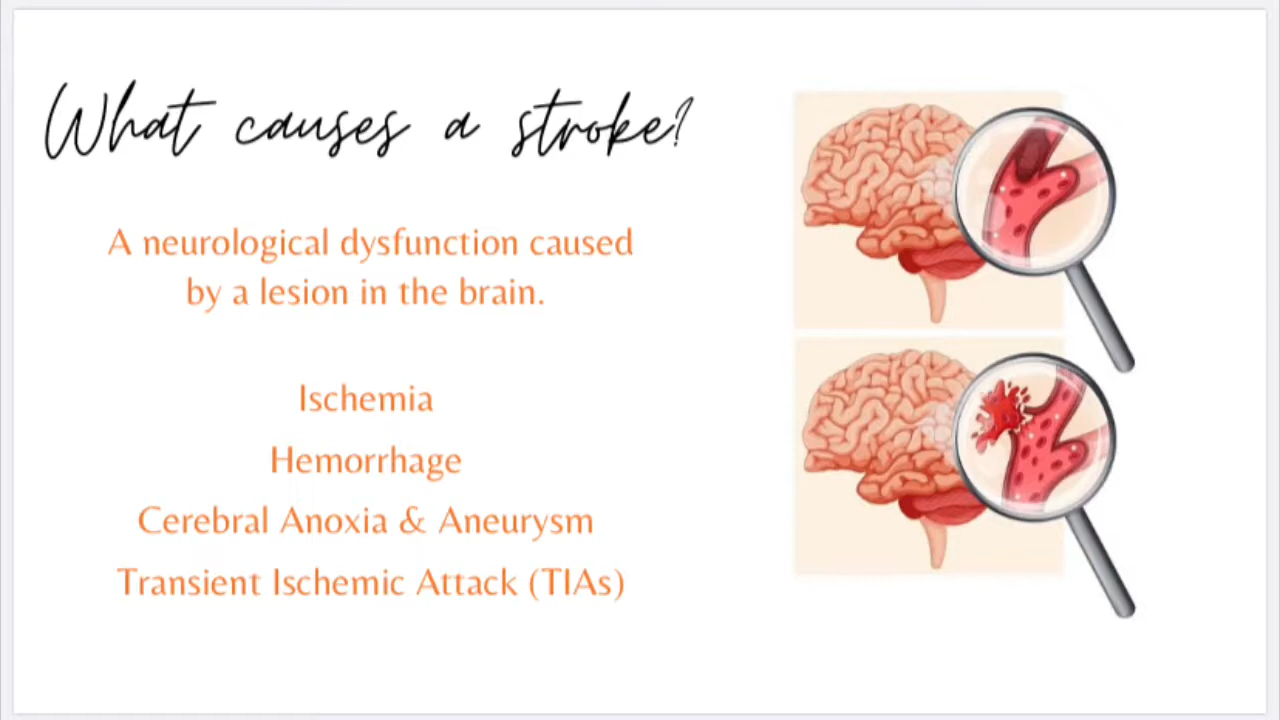 What causes a stroke?
A neurological dysfunction caused
by a lesion in the brain.
Ischemia
Hemorrhage
Cerebral Anoxia & Aneurysm
Transient Ischemic Attack (TIAs)